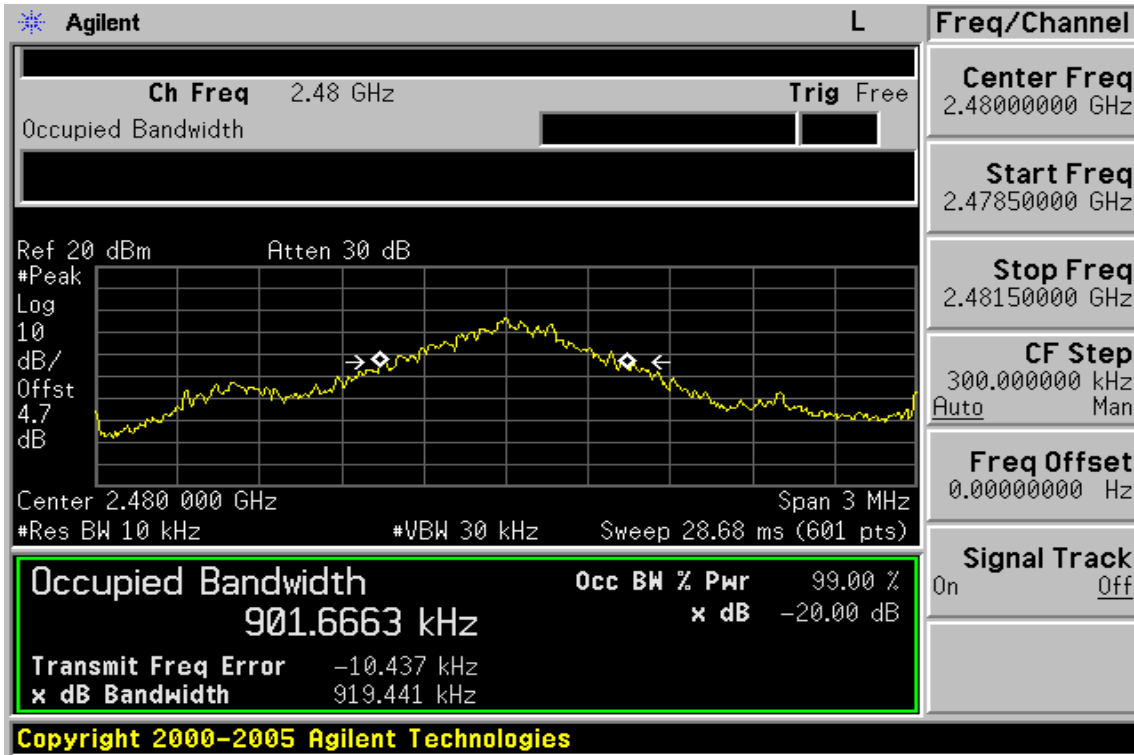 Agilent L
Freq/Channel
Ch Freq 2.48 GHz Trig Free
Occupied Bandwidth
Ref 20 dBm Atten 30 dB
#Peak
Log
10
dB/
Offst
4.7
dB
Center 2.480 000 GHz Span 3 MHz
#Res BW 10 kHz #VBW 30 kHz Sweep 28.68 ms (601 pts)
Occupied Bandwidth
901.6663 kHz
Occ BW % Pwr 99.00 %
x dB -20.00 dB
Transmit Freq Error -10.437 kHz
x dB Bandwidth 919.441 kHz
Copyright 2000-2005 Agilent Technologies
Center Freq
2.48000000 GHz
Start Freq
2.47850000 GHz
Stop Freq
2.48150000 GHz
CF Step
300.000000 kHz
Auto Man
Freq Offset
0.00000000 Hz
Signal Track
On Off